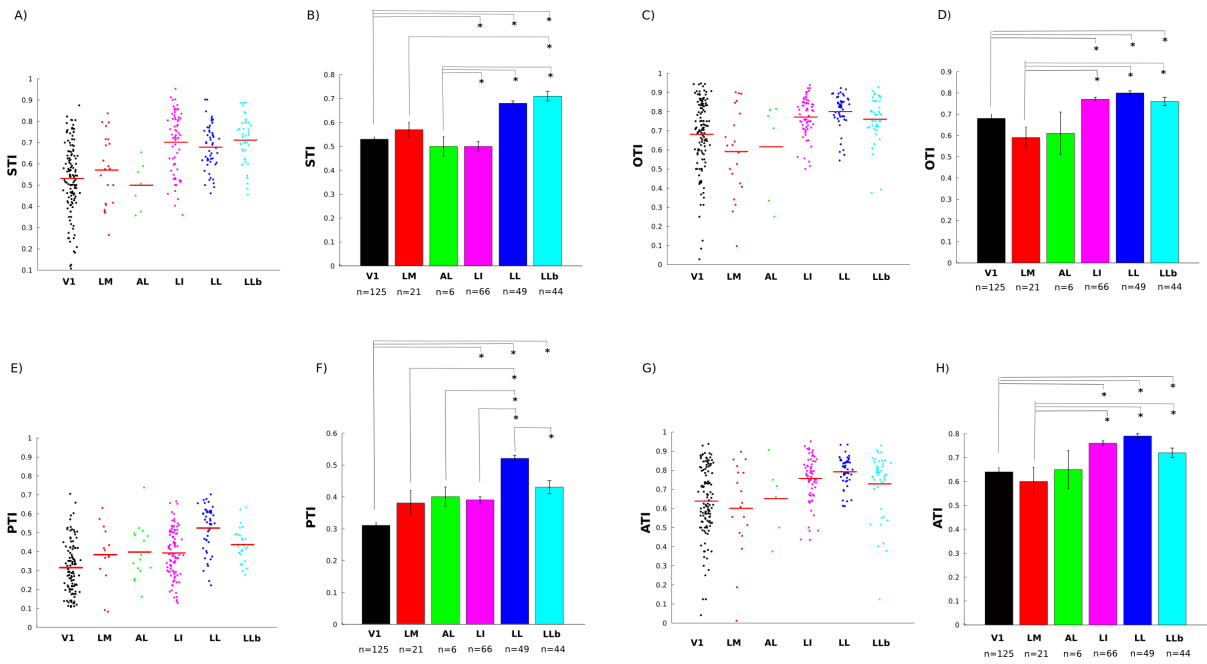 A)
STI
1
0.9
0.8
0.7
0.6
0.5
0.4
0.3
0.2
0.1
V1 LM AL LI LL LLb
B)
* * *
*
* * *
STI
0.8
0.7
0.6
0.5
0.4
0.3
0.2
0.1
0
V1 LM AL LI LL LLb
n=125 n=21 n=6 n=66 n=49 n=44
C)
OTI
1
0.9
0.8
0.7
0.6
0.5
0.4
0.3
0.2
0.1
0
V1 LM AL LI LL LLb
D)
* * *
* * *
OTI
0.9
0.8
0.7
0.6
0.5
0.4
0.3
0.2
0.1
0
V1 LM AL LI LL LLb
n=125 n=21 n=6 n=66 n=49 n=44
E)
PTI
1
0.9
0.8
0.7
0.6
0.5
0.4
0.3
0.2
0.1
0
V1 LM AL LI LL LLb
F)
* * *
*
*
*
*
PTI
0.6
0.5
0.4
0.3
0.2
0.1
0
V1 LM AL LI LL LLb
n=125 n=21 n=6 n=66 n=49 n=44
G)
ATI
1
0.9
0.8
0.7
0.6
0.5
0.4
0.3
0.2
0.1
0
V1 LM AL LI LL LLb
H)
* * *
* * *
ATI
0.8
0.7
0.6
0.5
0.4
0.3
0.2
0.1
0
V1 LM AL LI LL LLb
n=125 n=21 n=6 n=66 n=49 n=44